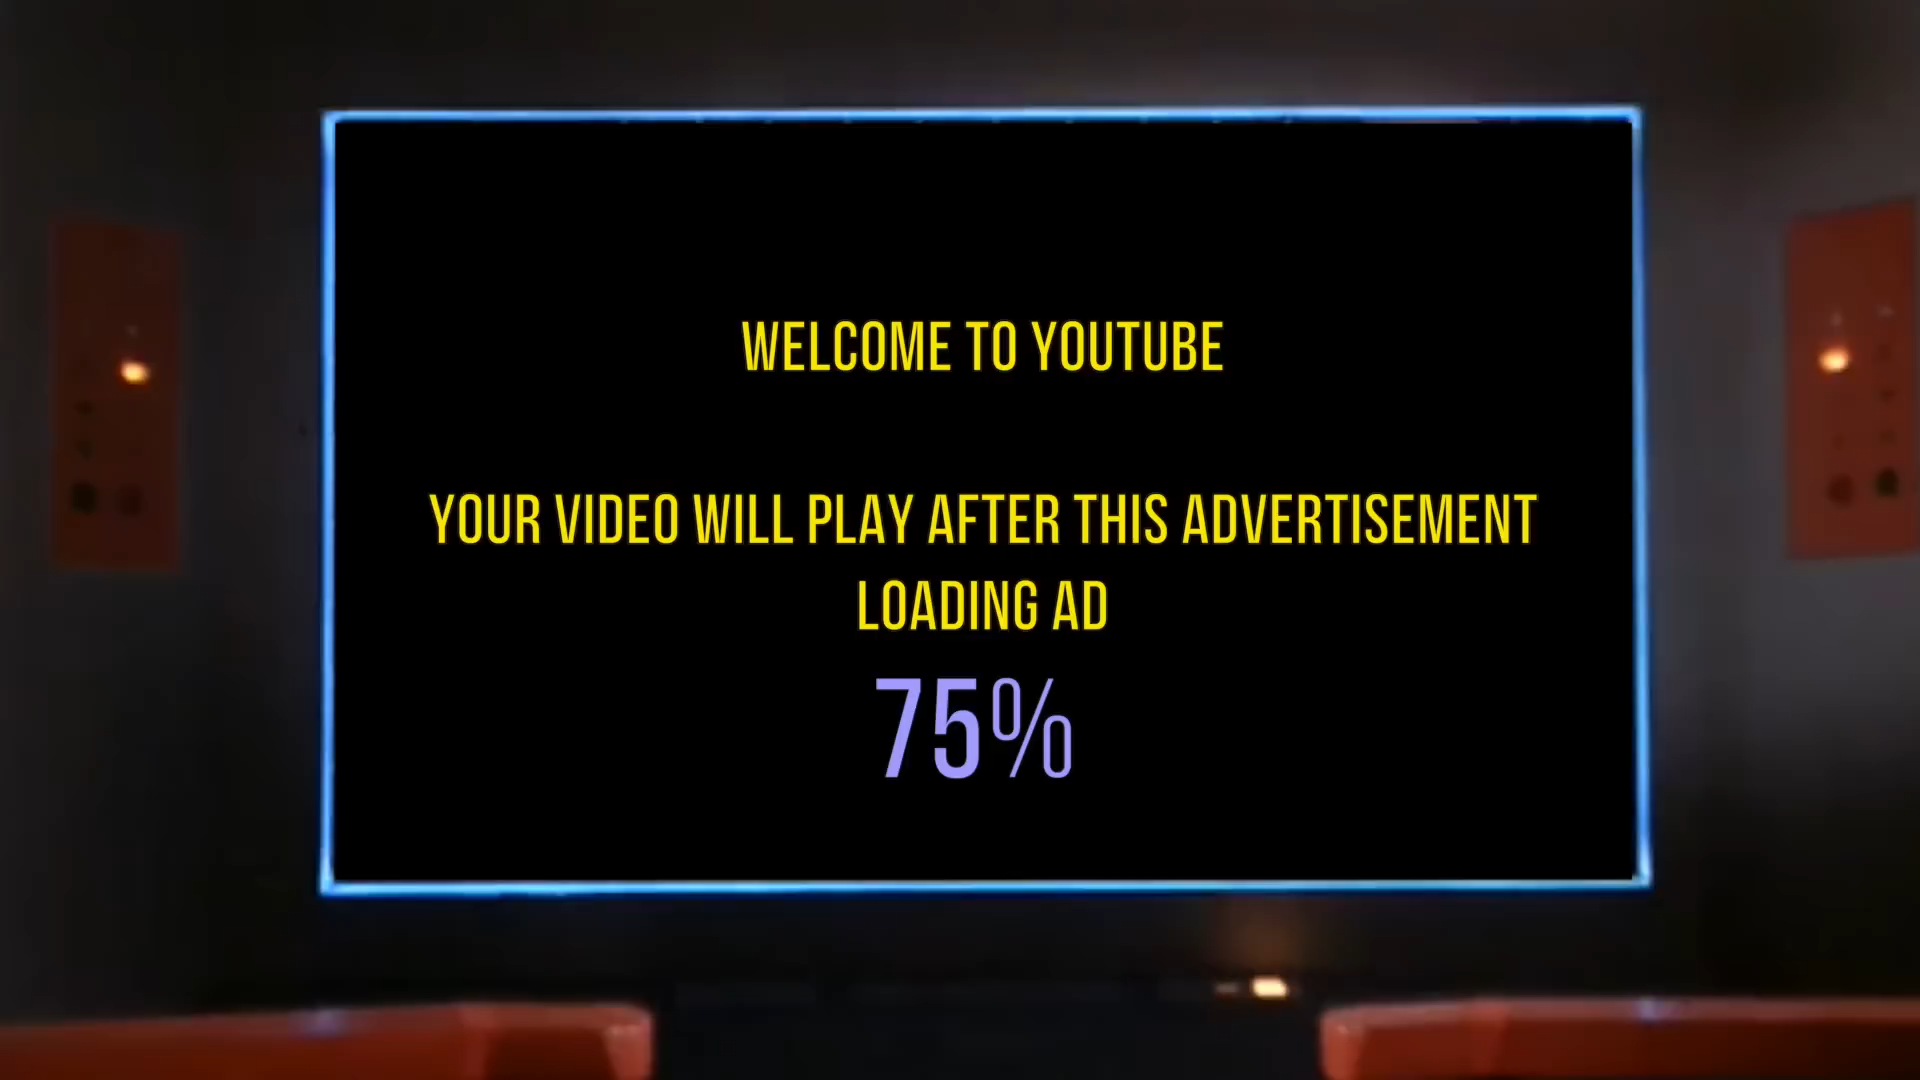 WELCOME TO YOUTUBE
YOUR VIDEO WILL PLAY AFTER THIS ADVERTISEMENT
LOADING AD
75%